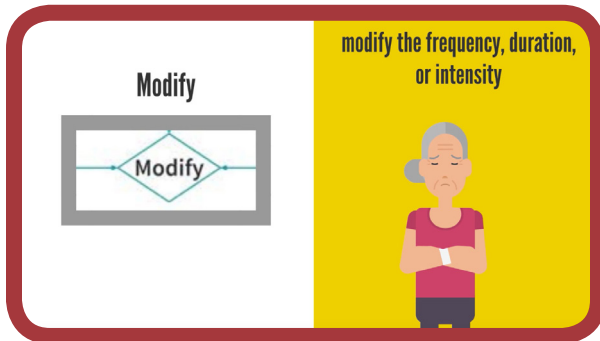 Modify
Modify
modify the frequency, duration,
or intensity